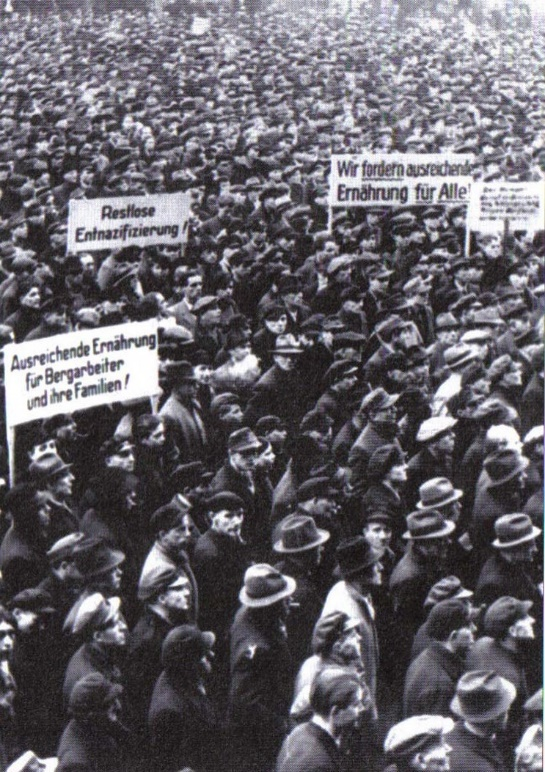 Wir fordern ausreichende
Ernährung für Alle!
Restlose
Entnazifizierung!
Ausreichende Ernährung
für Bergarbeiter
und ihre Familien!